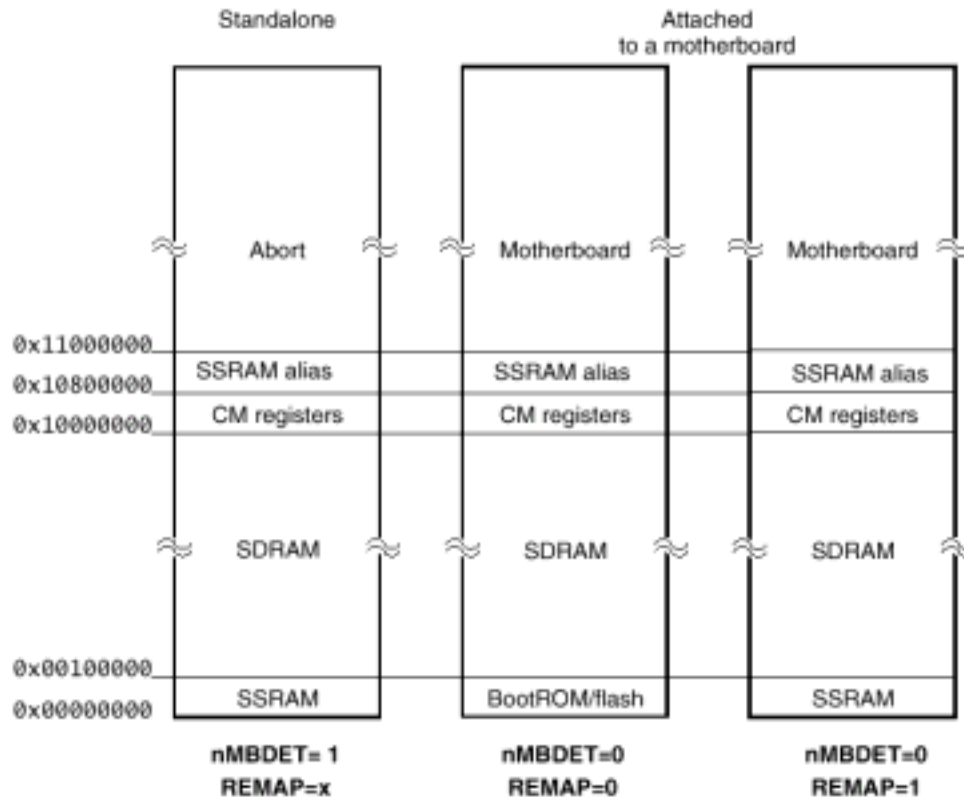 Standalone
Attached
to a motherboard
Abort Motherboard Motherboard
0x11000000
SSRAM alias SSRAM alias SSRAM alias
0x10800000
CM registers CM registers CM registers
0x10000000
SDRAM SDRAM SDRAM
0x00100000
SSRAM BootROM/flash SSRAM
0x00000000
nMBDET= 1 nMBDET=0 nMBDET=0
REMAP=x REMAP=0 REMAP=1